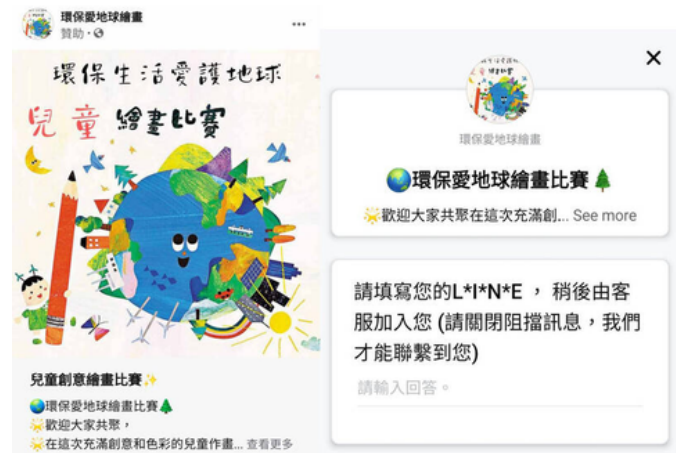 環保愛地球繪畫
贊助·
環保生活愛護地球
兒童繪畫比賽
兒童創意繪畫比賽✨
🌏環保愛地球繪畫比賽🌲
🌟歡迎大家共聚，
🌟在這次充滿創意和色彩的兒童作畫... 查看更多
環保愛地球繪畫
🌏環保愛地球繪畫比賽🌲
🌟歡迎大家共聚在這次充滿創... See more
請填寫您的L*I*N*E ， 稍後由客
服加入您 (請關閉阻擋訊息，我們
才能聯繫到您)
請輸入回答。